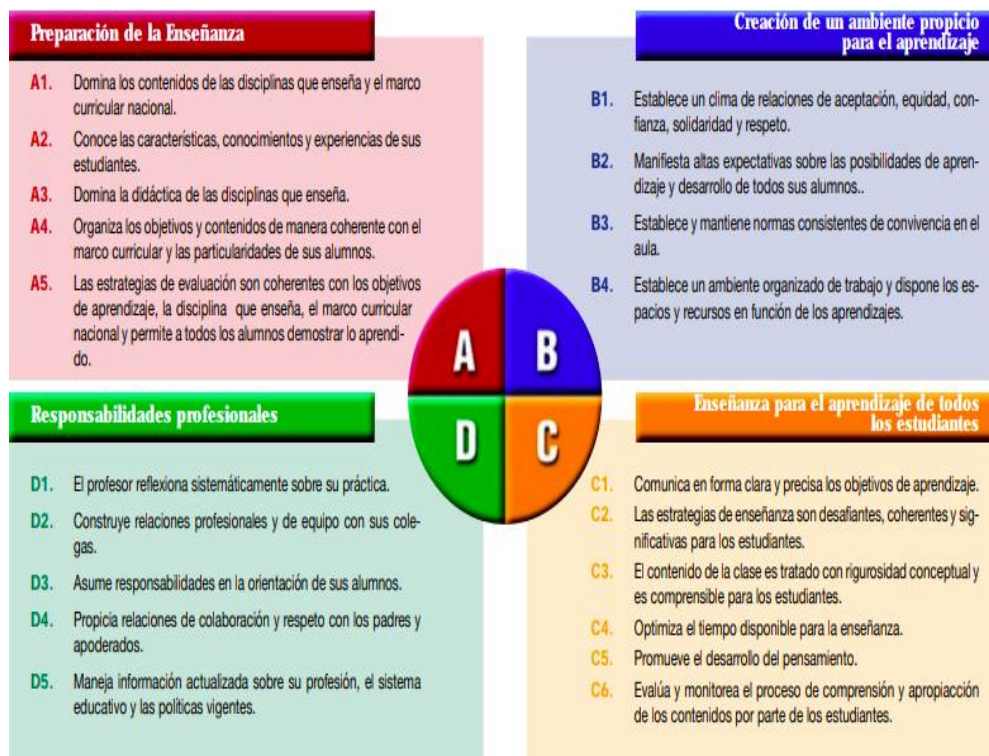 Preparación de la Enseñanza
A1. Domina los contenidos de las disciplinas que enseña y el marco
curricular nacional.
A2. Conoce las características, conocimientos y experiencias de sus
estudiantes.
A3. Domina la didáctica de las disciplinas que enseña.
A4. Organiza los objetivos y contenidos de manera coherente con el
marco curricular y las particularidades de sus alumnos.
A5. Las estrategias de evaluación son coherentes con los objetivos
de aprendizaje, la disciplina que enseña, el marco curricular
nacional y permite a todos los alumnos demostrar lo aprendi-
do.
Creación de un ambiente propicio
para el aprendizaje
B1. Establece un clima de relaciones de aceptación, equidad, con-
fianza, solidaridad y respeto.
B2. Manifiesta altas expectativas sobre las posibilidades de apren-
dizaje y desarrollo de todos sus alumnos..
B3. Establece y mantiene normas consistentes de convivencia en el
aula.
B4. Establece un ambiente organizado de trabajo y dispone los es-
pacios y recursos en función de los aprendizajes.
A B
D C
Responsabilidades profesionales
D1. El profesor reflexiona sistemáticamente sobre su práctica.
D2. Construye relaciones profesionales y de equipo con sus cole-
gas.
D3. Asume responsabilidades en la orientación de sus alumnos.
D4. Propicia relaciones de colaboración y respeto con los padres y
apoderados.
D5. Maneja información actualizada sobre su profesión, el sistema
educativo y las políticas vigentes.
Enseñanza para el aprendizaje de todos
los estudiantes
C1. Comunica en forma clara y precisa los objetivos de aprendizaje.
C2. Las estrategias de enseñanza son desafiantes, coherentes y sig-
nificativas para los estudiantes.
C3. El contenido de la clase es tratado con rigurosidad conceptual y
es comprensible para los estudiantes.
C4. Optimiza el tiempo disponible para la enseñanza.
C5. Promueve el desarrollo del pensamiento.
C6. Evalúa y monitorea el proceso de comprensión y apropiacción
de los contenidos por parte de los estudiantes.